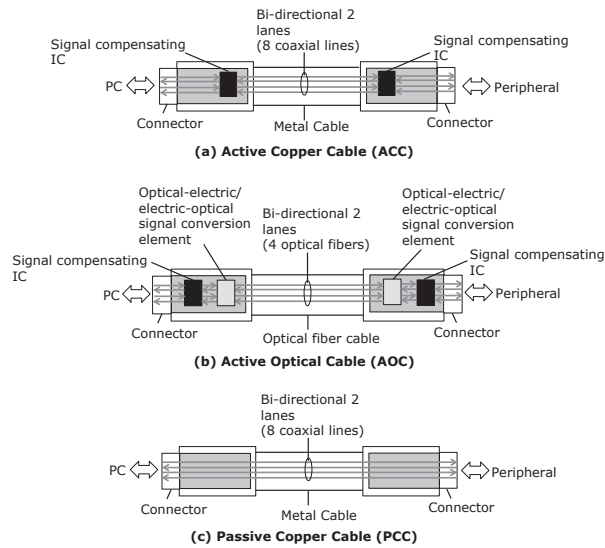 Bi-directional 2
lanes
(8 coaxial lines)
Signal compensating
IC
Signal compensating
IC
PC
Peripheral
Connector
Metal Cable
Connector
(a) Active Copper Cable (ACC)
Optical-electric/
electric-optical
signal conversion
element
Bi-directional 2
lanes
(4 optical fibers)
Optical-electric/
electric-optical
signal conversion
element
Signal compensating
IC
Signal compensating
IC
PC
Peripheral
Connector
Optical fiber cable
Connector
(b) Active Optical Cable (AOC)
Bi-directional 2
lanes
(8 coaxial lines)
PC
Peripheral
Connector
Metal Cable
Connector
(c) Passive Copper Cable (PCC)